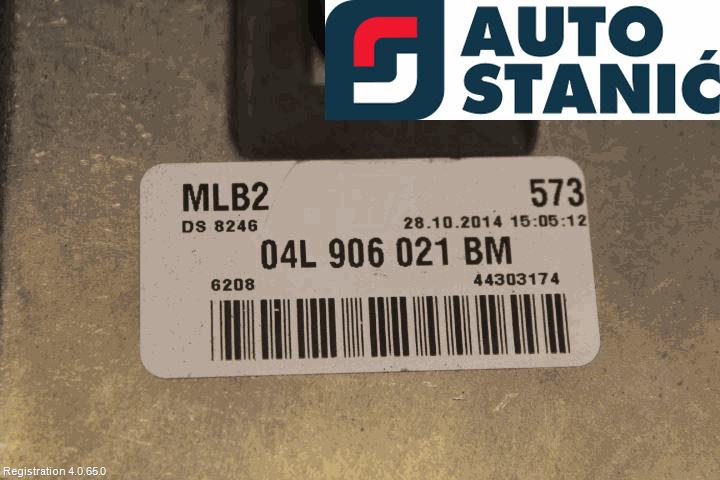 AUTO
STANIĆ
MLB2 573
DS 8246 28.10.2014 15:05:12
04L 906 021 BM
6208 44303174
Registration 4.0.65.0